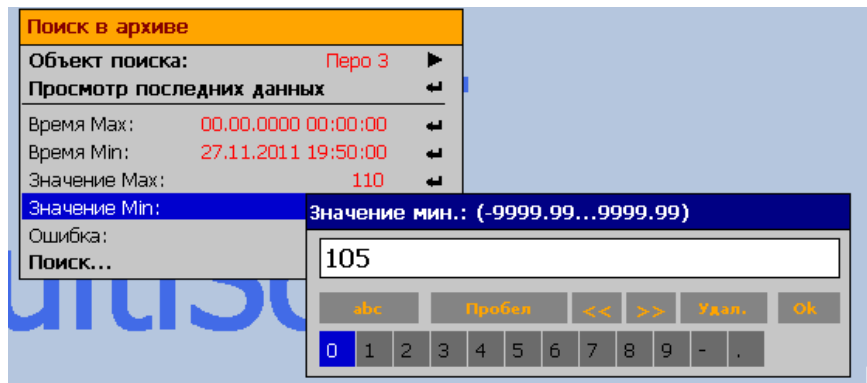 Поиск в архиве
Объект поиска: Перо 3
Просмотр последних данных
Время Max: 00.00.0000 00:00:00
Время Min: 27.11.2011 19:50:00
Значение Max: 110
Значение Min:
Ошибка:
Поиск...
Значение мин.: (-9999.99...9999.99)
105
abc Пробел << >> Удал. Ok
0 1 2 3 4 5 6 7 8 9 - .